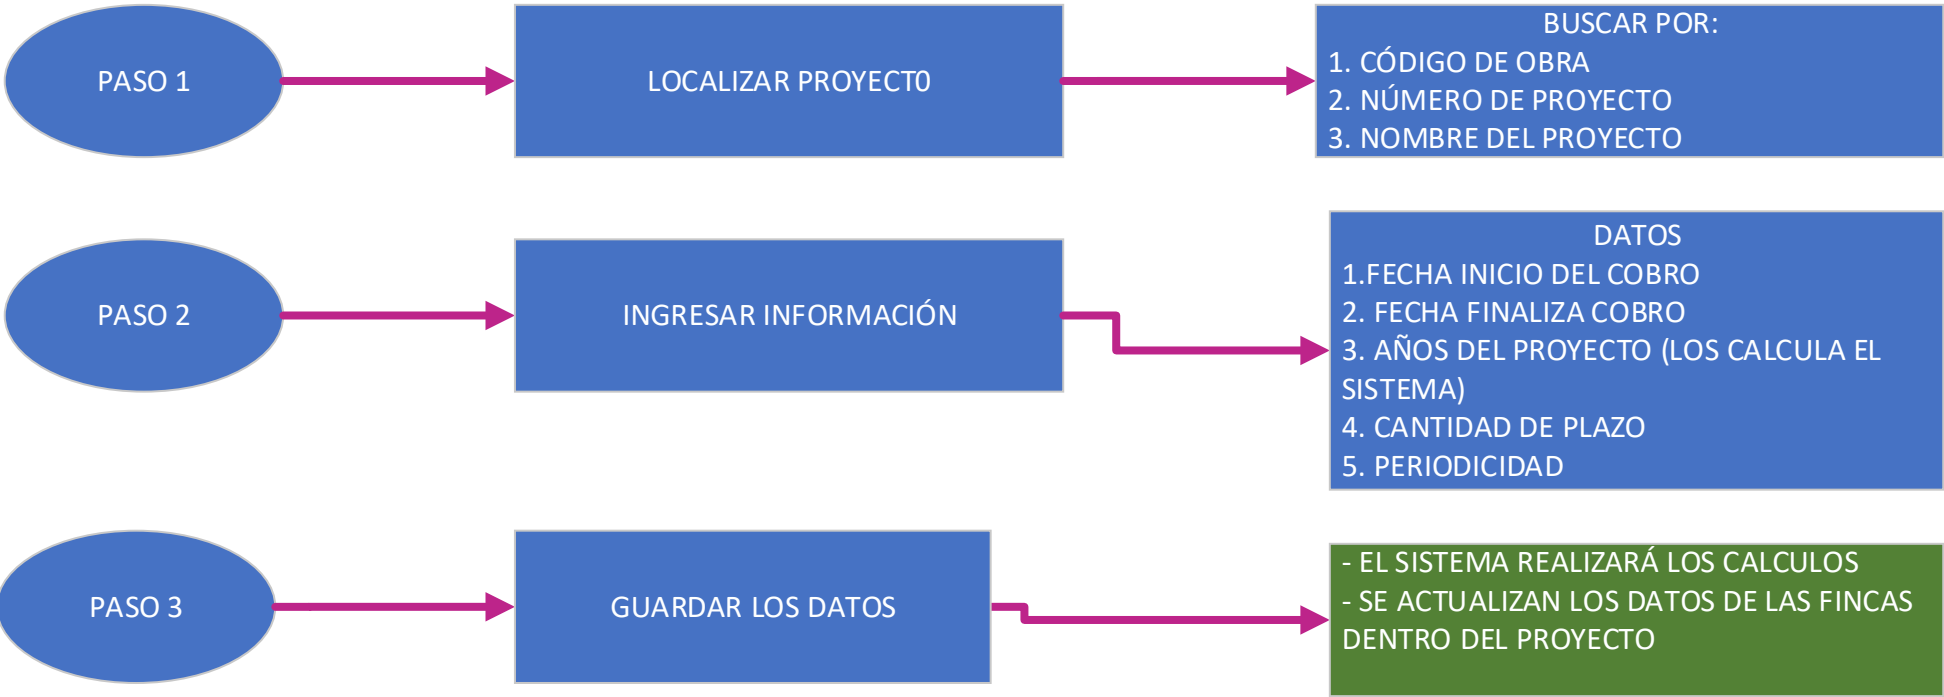 PASO 1
LOCALIZAR PROYECT0
BUSCAR POR:
1. CÓDIGO DE OBRA
2. NÚMERO DE PROYECTO
3. NOMBRE DEL PROYECTO
PASO 2
INGRESAR INFORMACIÓN
DATOS
1.FECHA INICIO DEL COBRO
2. FECHA FINALIZA COBRO
3. AÑOS DEL PROYECTO (LOS CALCULA EL
SISTEMA)
4. CANTIDAD DE PLAZO
5. PERIODICIDAD
PASO 3
GUARDAR LOS DATOS
- EL SISTEMA REALIZARÁ LOS CALCULOS
- SE ACTUALIZAN LOS DATOS DE LAS FINCAS
DENTRO DEL PROYECTO